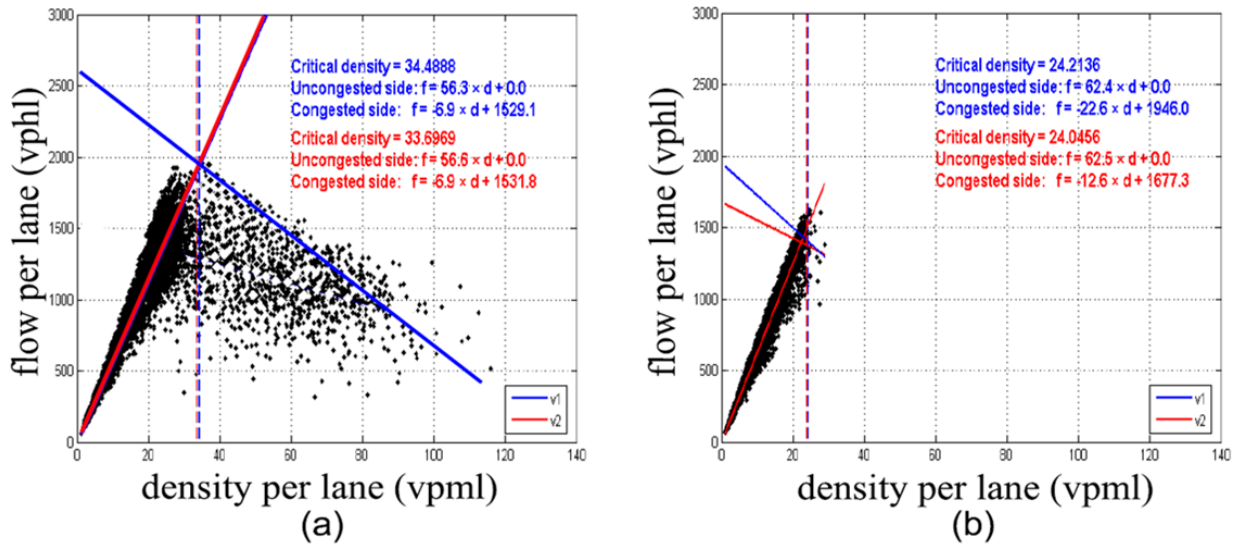 3000
2500
2000
1500
1000
500
0
0 20 40 60 80 100 120 140
flow per lane (vphl)
density per lane (vpml)
Critical density = 34.4888
Uncongested side: f = 56.3 × d + 0.0
Congested side: f = -6.9 × d + 1529.1
Critical density = 33.6969
Uncongested side: f = 56.6 × d + 0.0
Congested side: f = -6.9 × d + 1531.8
v1
v2
(a)
3000
2500
2000
1500
1000
500
0
0 20 40 60 80 100 120 140
flow per lane (vphl)
density per lane (vpml)
Critical density = 24.2136
Uncongested side: f = 62.4 × d + 0.0
Congested side: f = -22.6 × d + 1946.0
Critical density = 24.0456
Uncongested side: f = 62.5 × d + 0.0
Congested side: f = -12.6 × d + 1677.3
v1
v2
(b)